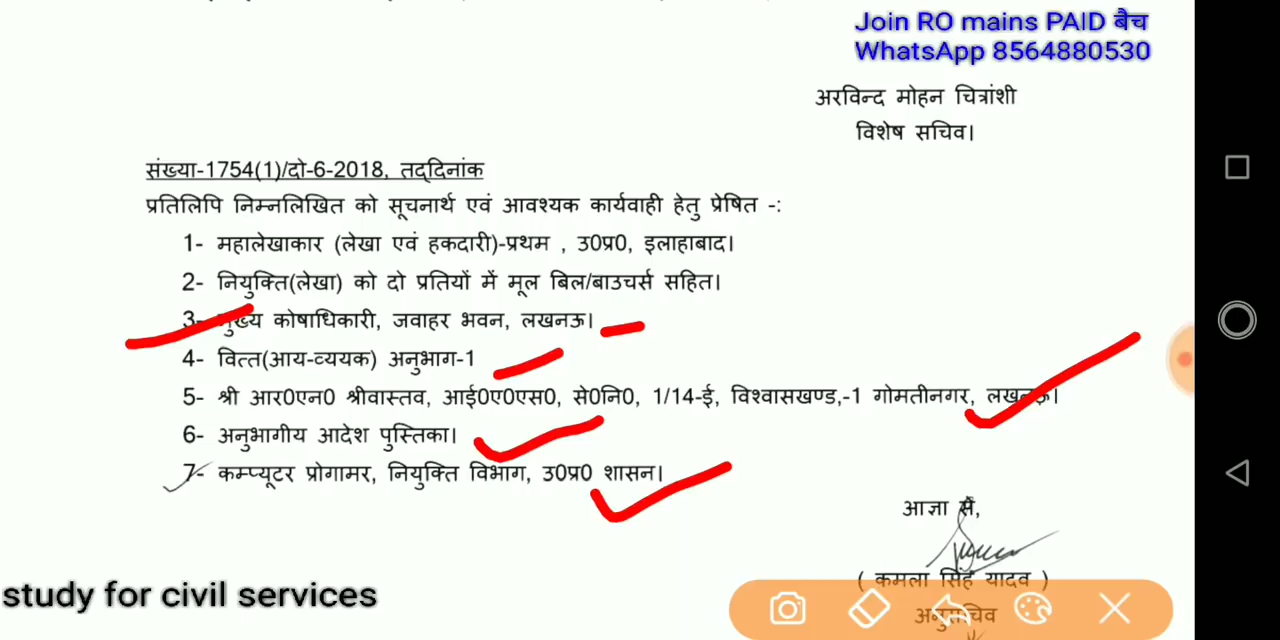 Join RO mains PAID बैच
WhatsApp 8564880530
अरविन्द मोहन चित्रांशी
विशेष सचिव।
संख्या-1754(1)/दो-6-2018, तद्दिनांक
प्रतिलिपि निम्नलिखित को सूचनार्थ एवं आवश्यक कार्यवाही हेतु प्रेषित -:
1- महालेखाकार (लेखा एवं हकदारी)-प्रथम , उ0प्र0, इलाहाबाद।
2- नियुक्ति(लेखा) को दो प्रतियों में मूल बिल/बाउचर्स सहित।
3- मुख्य कोषाधिकारी, जवाहर भवन, लखनऊ।
4- वित्त(आय-व्ययक) अनुभाग-1
5- श्री आर0एन0 श्रीवास्तव, आई0ए0एस0, से0नि0, 1/14-ई, विश्वासखण्ड,-1 गोमतीनगर, लखनऊ।
6- अनुभागीय आदेश पुस्तिका।
7- कम्प्यूटर प्रोगामर, नियुक्ति विभाग, उ0प्र0 शासन।
आज्ञा से,
( कमला सिंह यादव )
अनुसचिव
study for civil services